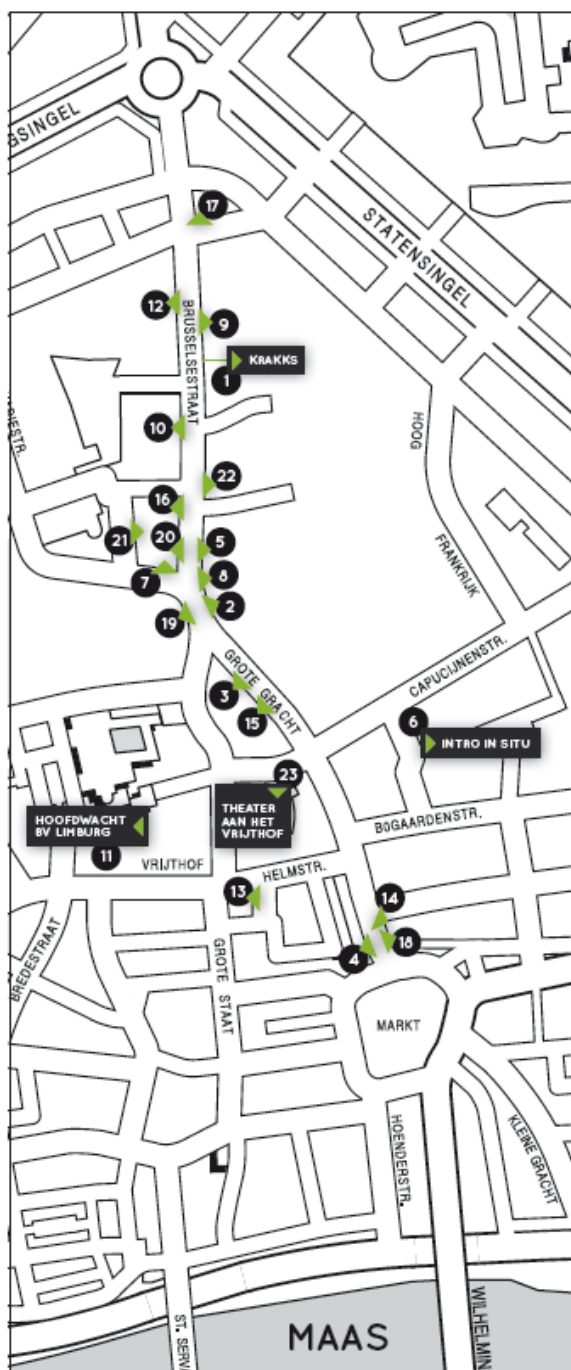 GSINGEL
STATENSINGEL
17
12
BRUSSELSESTRAAT
9
KRAKKS
1
HOOG
FRANKRIJK
10
RIESTR.
22
16
21
20
5
7
8
2
19
GROTE GRACHT
CAPUCIJNENSTR.
3
15
6
INTRO IN SITU
23
HOOFDWACHT
BV LIMBURG
THEATER
AAN HET
VRIJTHOF
BOGAARDENSTR.
11
VRIJTHOF
HELMSTR.
13
14
4
18
BREDESTRAAT
GROTE
STAAT
MARKT
HOENDERSTR.
KLEINE GRACHT
ST. SERV
MAAS
WILHELMIN